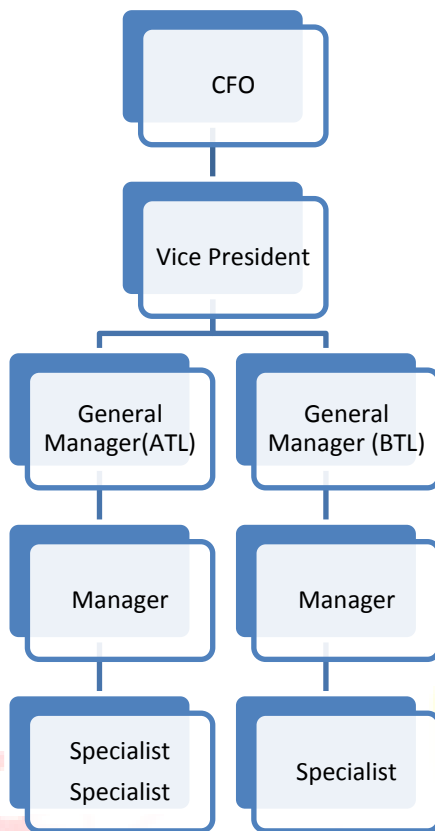 CFO
Vice President
General
Manager(ATL)
General
Manager (BTL)
Manager
Manager
Specialist
Specialist
Specialist